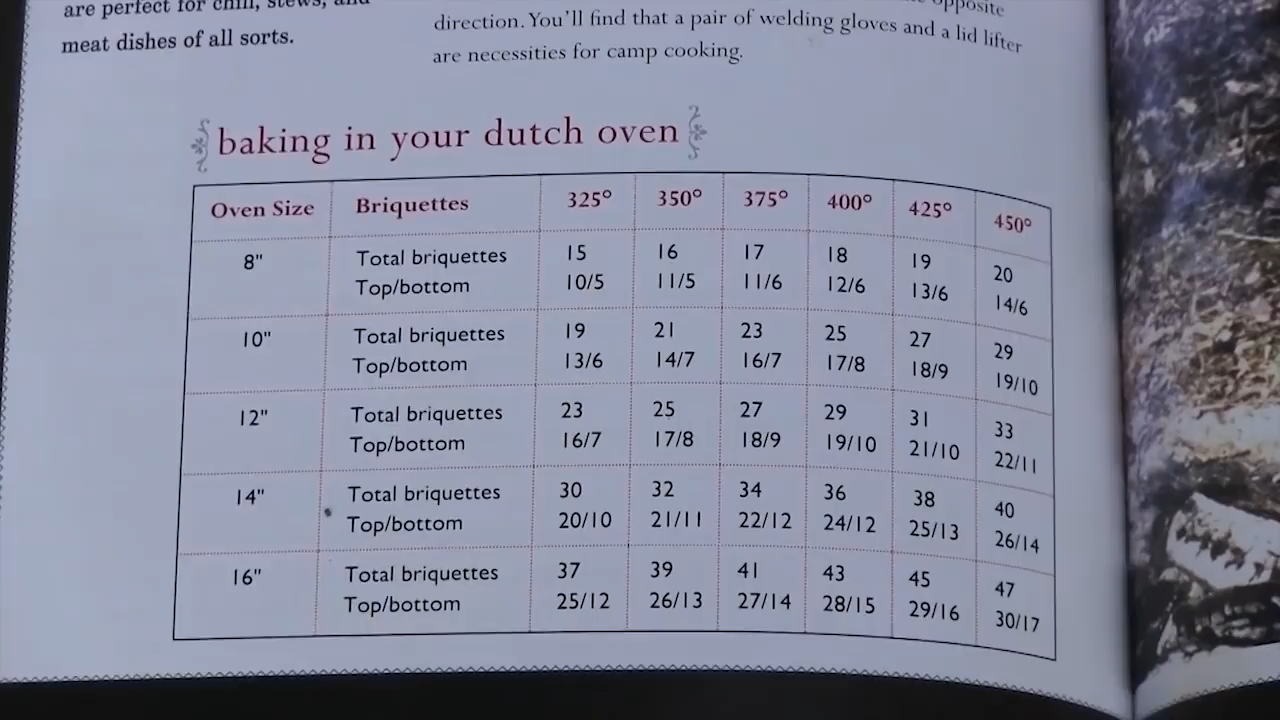 are perfect for chili, stews, and
meat dishes of all sorts.
opposite
direction. You'll find that a pair of welding gloves and a lid lifter
are necessities for camp cooking.
baking in your dutch oven
Oven Size Briquettes 325° 350° 375° 400° 425° 450°
8" Total briquettes 15 16 17 18 19 20
Top/bottom 10/5 11/5 11/6 12/6 13/6 14/6
10" Total briquettes 19 21 23 25 27 29
Top/bottom 13/6 14/7 16/7 17/8 18/9 19/10
12" Total briquettes 23 25 27 29 31 33
Top/bottom 16/7 17/8 18/9 19/10 21/10 22/11
14" Total briquettes 30 32 34 36 38 40
Top/bottom 20/10 21/11 22/12 24/12 25/13 26/14
16" Total briquettes 37 39 41 43 45 47
Top/bottom 25/12 26/13 27/14 28/15 29/16 30/17